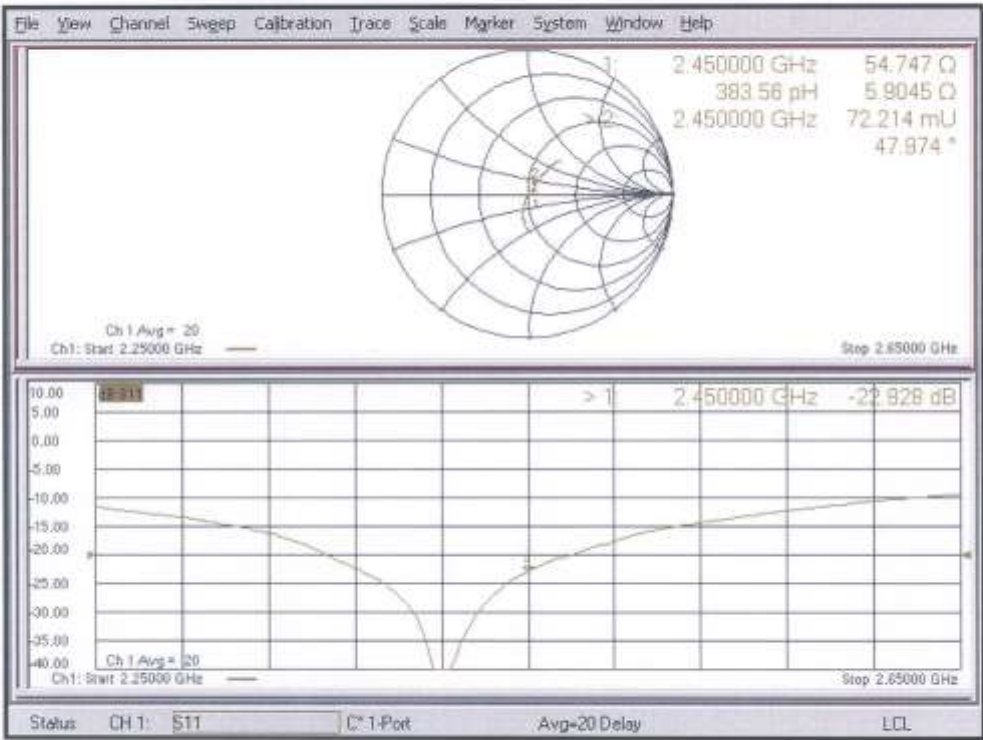 File View Channel Sweep Calibration Trace Scale Marker System Window Help
1: 2.450000 GHz 54.747 Ω
383.56 pH 5.9045 Ω
> 2: 2.450000 GHz 72.214 mU
47.974 °
Ch 1 Avg = 20
Ch1: Start 2.25000 GHz
Stop 2.65000 GHz
10.00
dB-S11
> 1: 2.450000 GHz -22.828 dB
5.00
0.00
-5.00
-10.00
-15.00
-20.00
-25.00
-30.00
-35.00
-40.00
Ch 1 Avg = 20
Ch1: Start 2.25000 GHz
Stop 2.65000 GHz
Status CH 1: S11 C* 1-Port Avg=20 Delay LCL